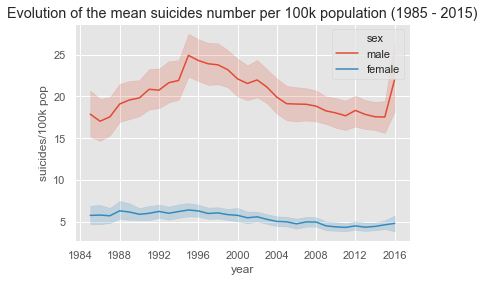 Evolution of the mean suicides number per 100k population (1985 - 2015)
sex
male
female
25
20
15
10
5
suicides/100k pop
1984 1988 1992 1996 2000 2004 2008 2012 2016
year